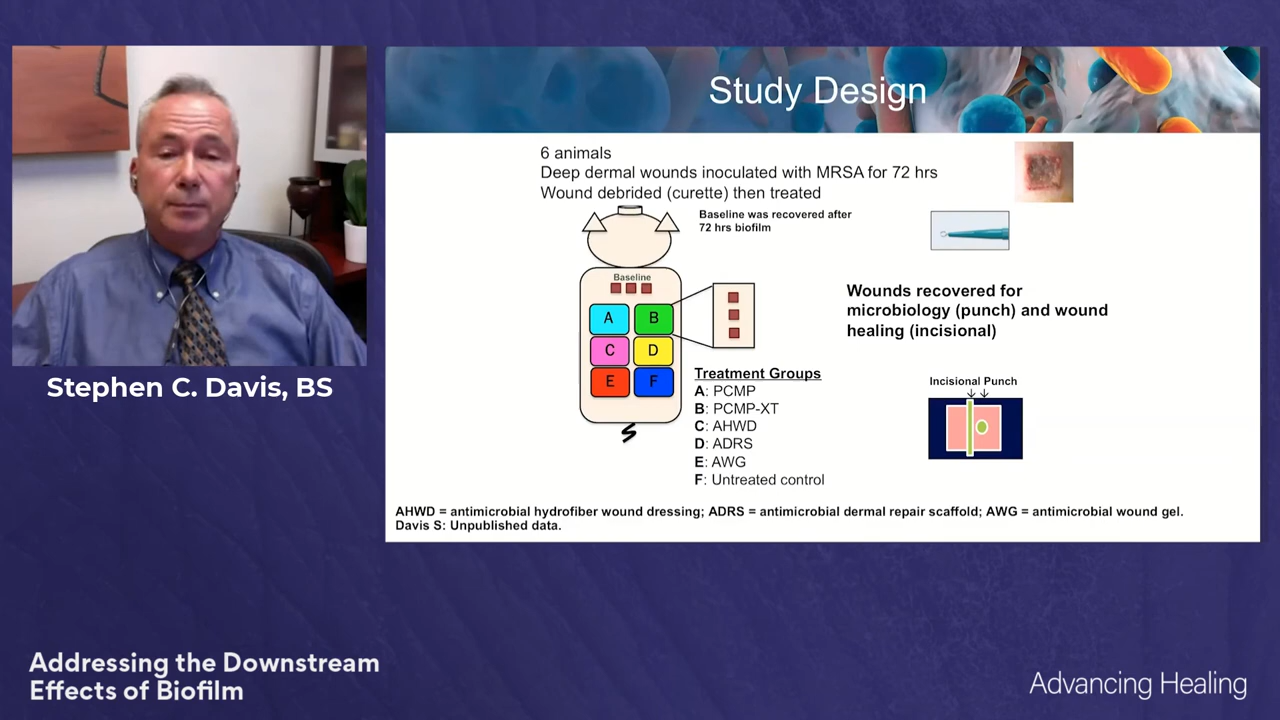 Study Design
6 animals
Deep dermal wounds inoculated with MRSA for 72 hrs
Wound debrided (curette) then treated
Baseline was recovered after
72 hrs biofilm
Baseline
A
B
C
D
E
F
Wounds recovered for
microbiology (punch) and wound
healing (incisional)
Treatment Groups
A: PCMP
B: PCMP-XT
C: AHWD
D: ADRS
E: AWG
F: Untreated control
Incisional Punch
AHWD = antimicrobial hydrofiber wound dressing; ADRS = antimicrobial dermal repair scaffold; AWG = antimicrobial wound gel.
Davis S: Unpublished data.
Stephen C. Davis, BS
Addressing the Downstream
Effects of Biofilm
Advancing Healing